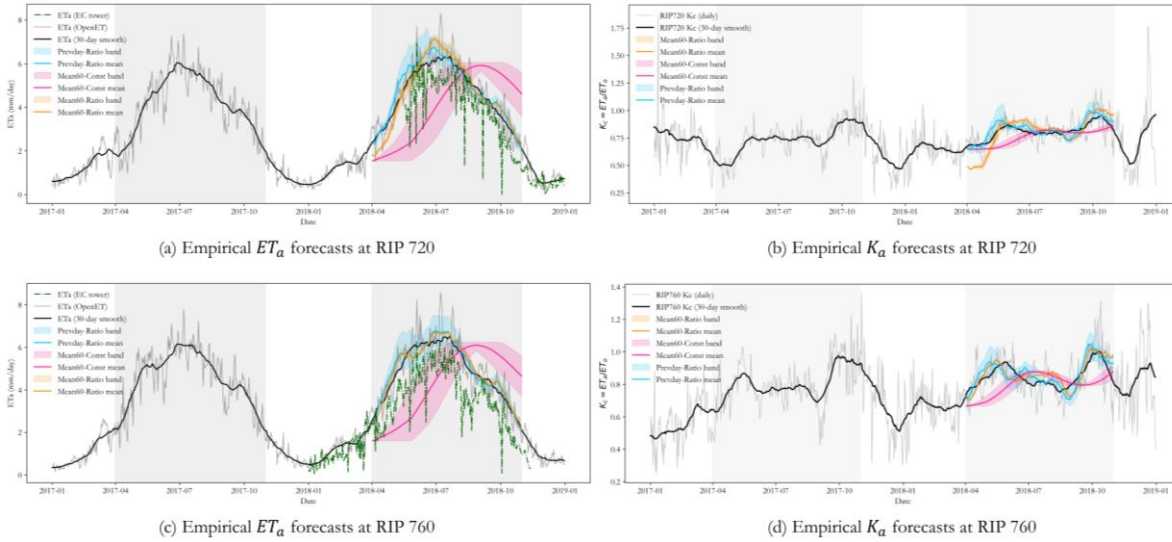 ETa (EC tower)
ETa (OpenET)
ETa (30-day smooth)
Prevday-Ratio band
Prevday-Ratio mean
Mean60-Const band
Mean60-Const mean
Mean60-Ratio band
Mean60-Ratio mean
ETa (mm/day)
8
6
4
2
0
2017-01 2017-04 2017-07 2017-10 2018-01 2018-04 2018-07 2018-10 2019-01
Date
(a) Empirical ETₐ forecasts at RIP 720
RIP720 Kc (daily)
RIP720 Kc (30-day smooth)
Mean60-Ratio band
Mean60-Ratio mean
Mean60-Const band
Mean60-Const mean
Prevday-Ratio band
Prevday-Ratio mean
1.75
1.50
1.25
1.00
0.75
0.50
0.25
2017-01 2017-04 2017-07 2017-10 2018-01 2018-04 2018-07 2018-10 2019-01
Date
(b) Empirical Kₐ forecasts at RIP 720
ETa (EC tower)
ETa (OpenET)
ETa (30-day smooth)
Prevday-Ratio band
Prevday-Ratio mean
Mean60-Const band
Mean60-Const mean
Mean60-Ratio band
Mean60-Ratio mean
ETa (mm/day)
8
6
4
2
0
2017-01 2017-04 2017-07 2017-10 2018-01 2018-04 2018-07 2018-10 2019-01
Date
(c) Empirical ETₐ forecasts at RIP 760
RIP760 Kc (daily)
RIP760 Kc (30-day smooth)
Mean60-Ratio band
Mean60-Ratio mean
Mean60-Const band
Mean60-Const mean
Prevday-Ratio band
Prevday-Ratio mean
1.4
1.2
1.0
0.8
0.6
0.4
0.2
2017-01 2017-04 2017-07 2017-10 2018-01 2018-04 2018-07 2018-10 2019-01
Date
(d) Empirical Kₐ forecasts at RIP 760